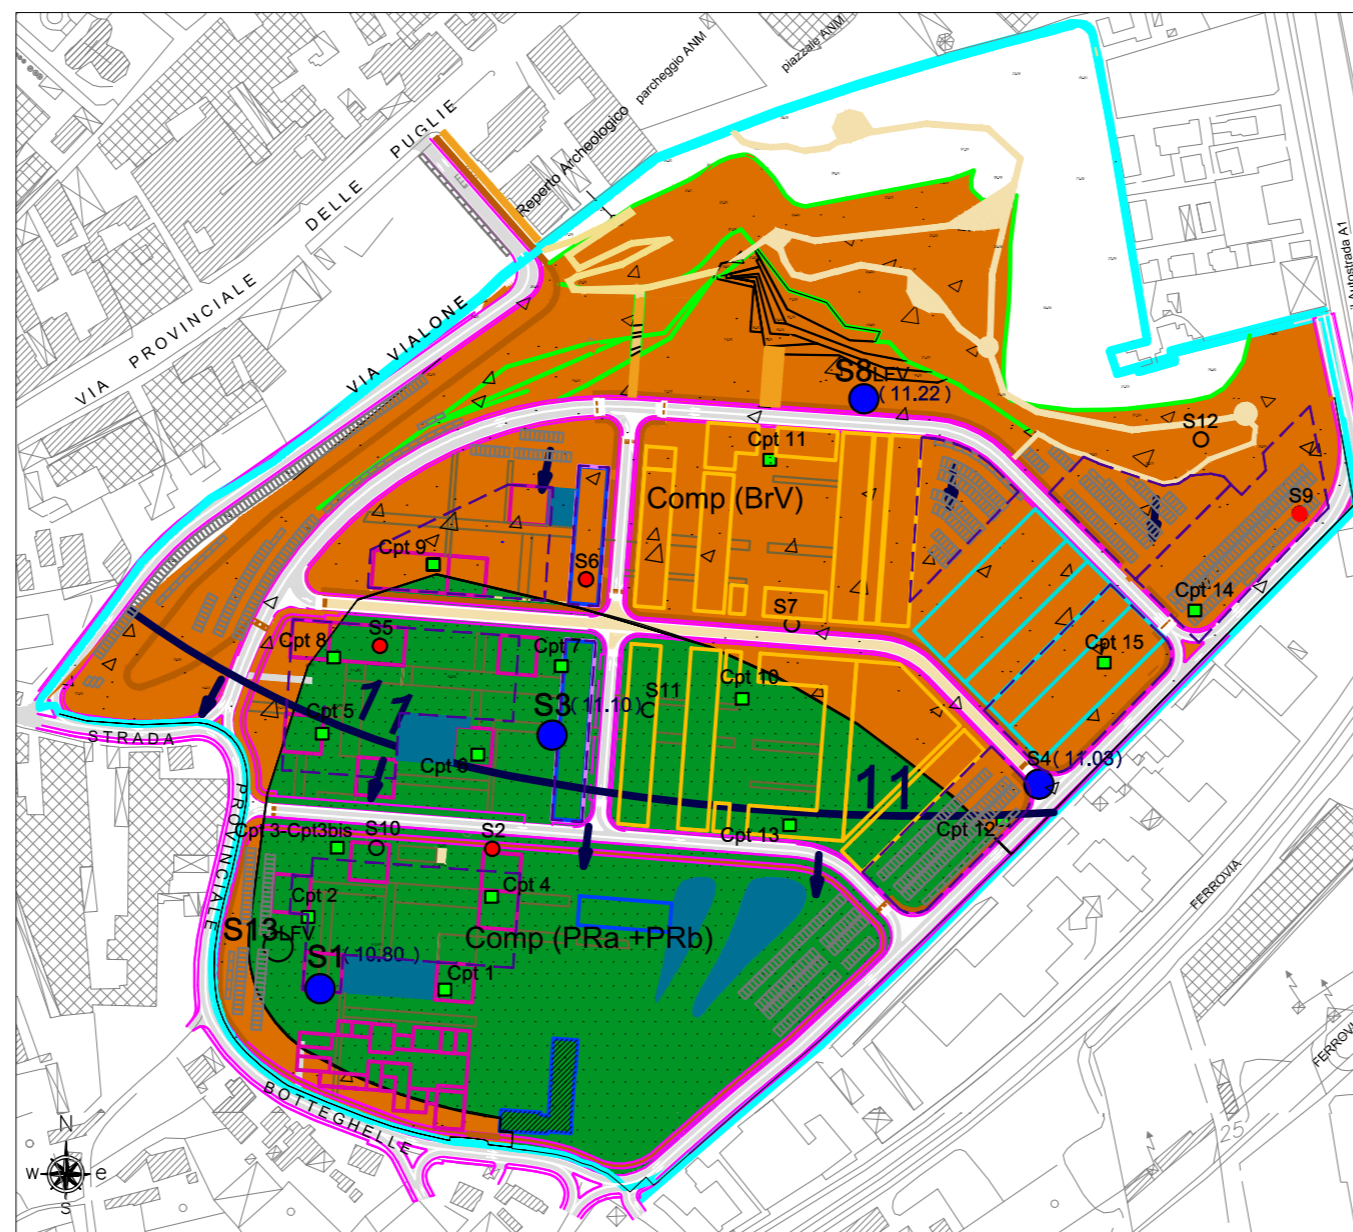 parcheggio ANM
piazzale ANM
Reperto Archeologico
VIA PROVINCIALE DELLE PUGLIE
VIA VIALONE
il Autostrada A1
S8LFV
(11.22)
S12
Cpt 11
Comp (BrV)
S9
Cpt 9
S6
Cpt 14
S7
Cpt 8
S5
Cpt 7
Cpt 15
11
S3(11.10)
S11
Cpt 10
Cpt 5
STRADA
S4(11.03)
11
PROVINCIALE
Cpt 3-Cpt3bis
S10
S2
Cpt 13
Cpt 12
FERROVIA
Cpt 2
Cpt 4
S13LFV
S1(10.80)
Comp (PRa +PRb)
Cpt 1
FERROVIA
BOTTEGHELLE
25
N
w
e
s